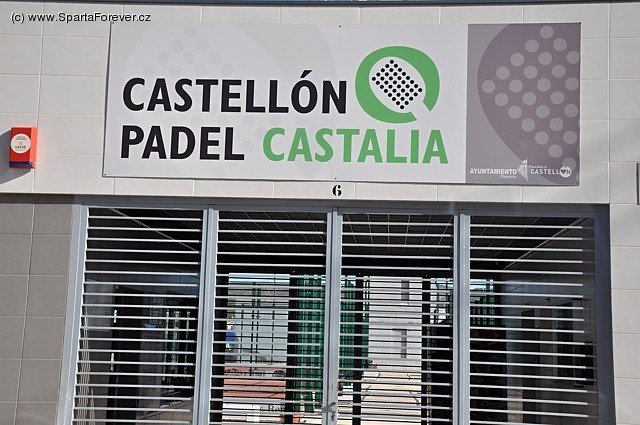 (c) www.SpartaForever.cz
CASTELLÓN
PADEL CASTALIA
AYUNTAMIENTO
CASTELLÓN
6